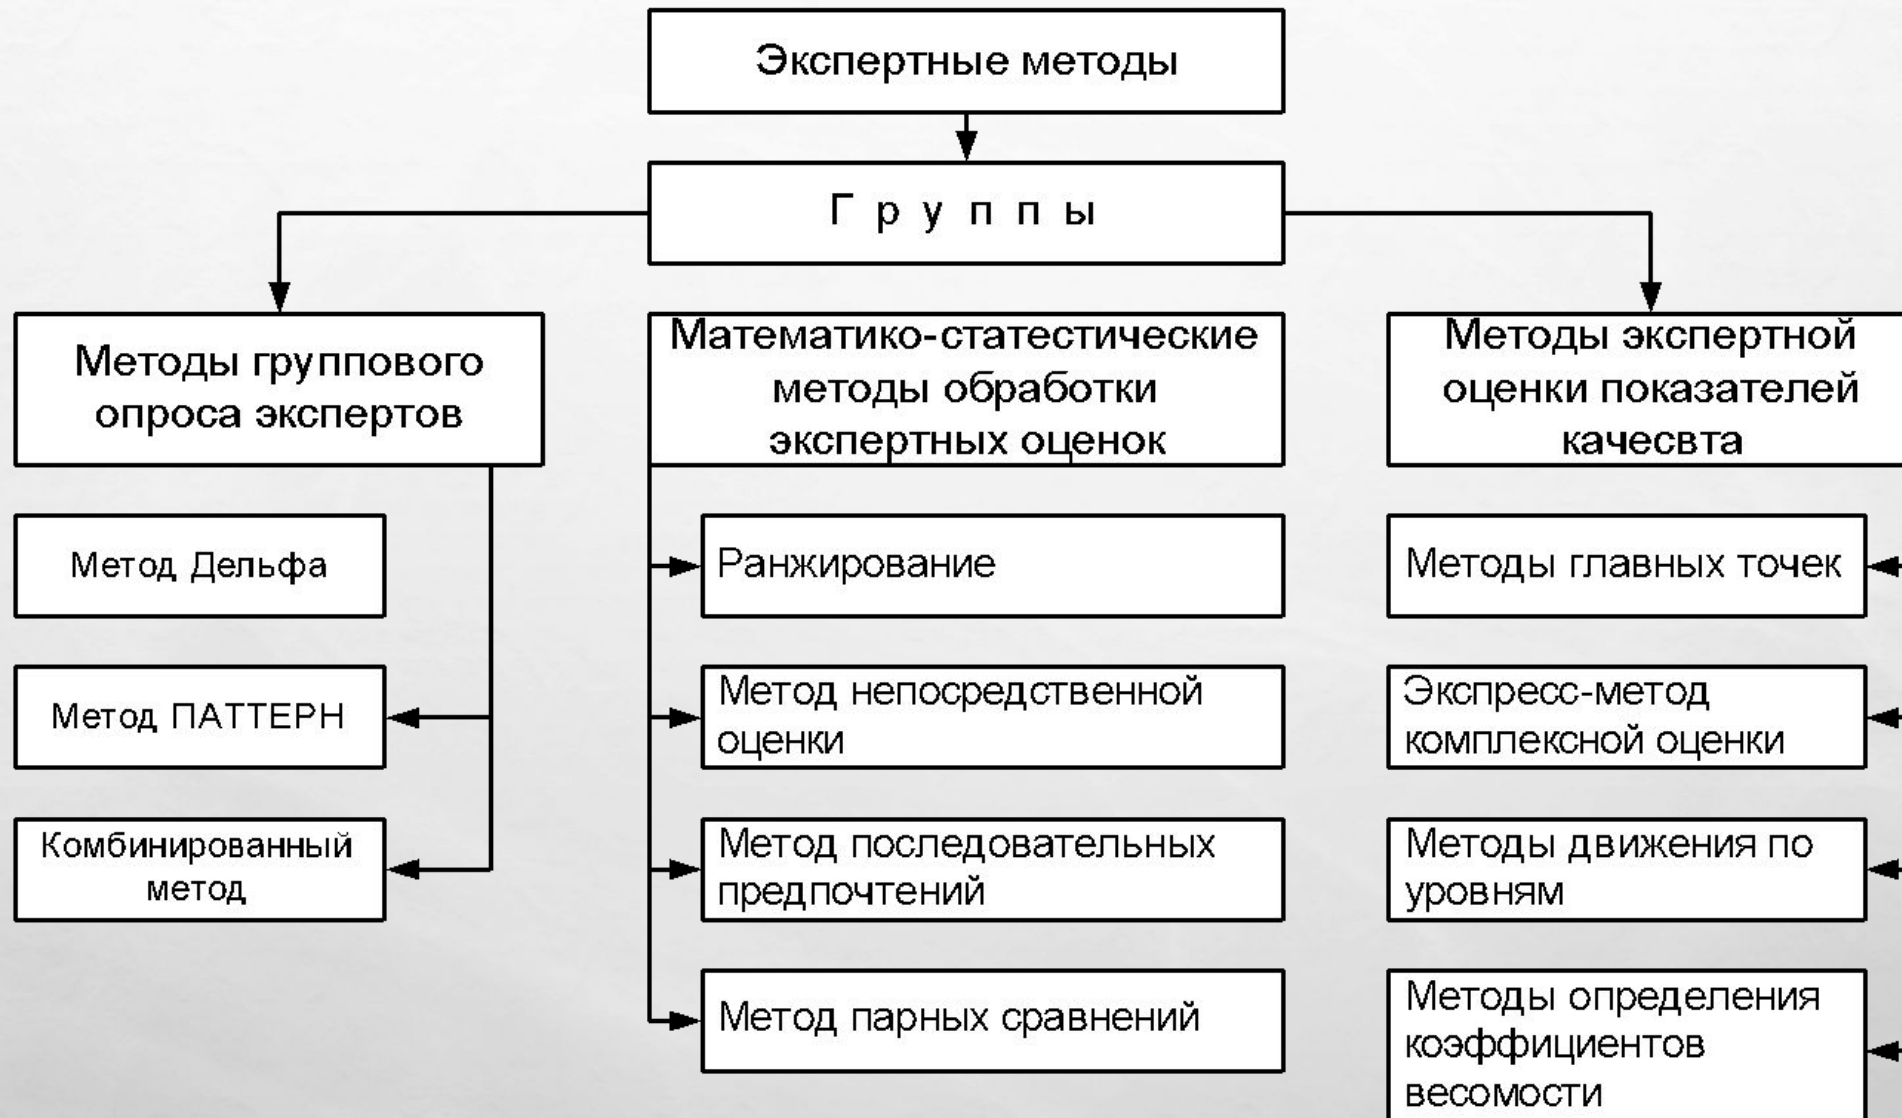 Экспертные методы
Г р у п п ы
Методы группового
опроса экспертов
Математико-статестические
методы обработки
экспертных оценок
Методы экспертной
оценки показателей
качесвта
Метод Дельфа
Метод ПАТТЕРН
Комбинированный
метод
Ранжирование
Метод непосредственной
оценки
Метод последовательных
предпочтений
Метод парных сравнений
Методы главных точек
Экспресс-метод
комплексной оценки
Методы движения по
уровням
Методы определения
коэффициентов
весомости